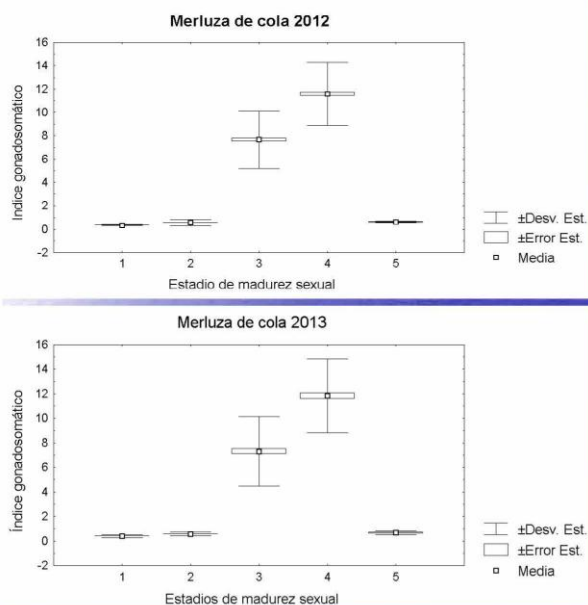 Merluza de cola 2012
16
14
12
10
8
6
4
2
0
-2
Indice gonadosomático
1 2 3 4 5
Estadio de madurez sexual
±Desv. Est.
±Error Est.
Media
Merluza de cola 2013
16
14
12
10
8
6
4
2
0
-2
Índice gonadosomático
1 2 3 4 5
Estadios de madurez sexual
±Desv. Est.
±Error Est.
Media